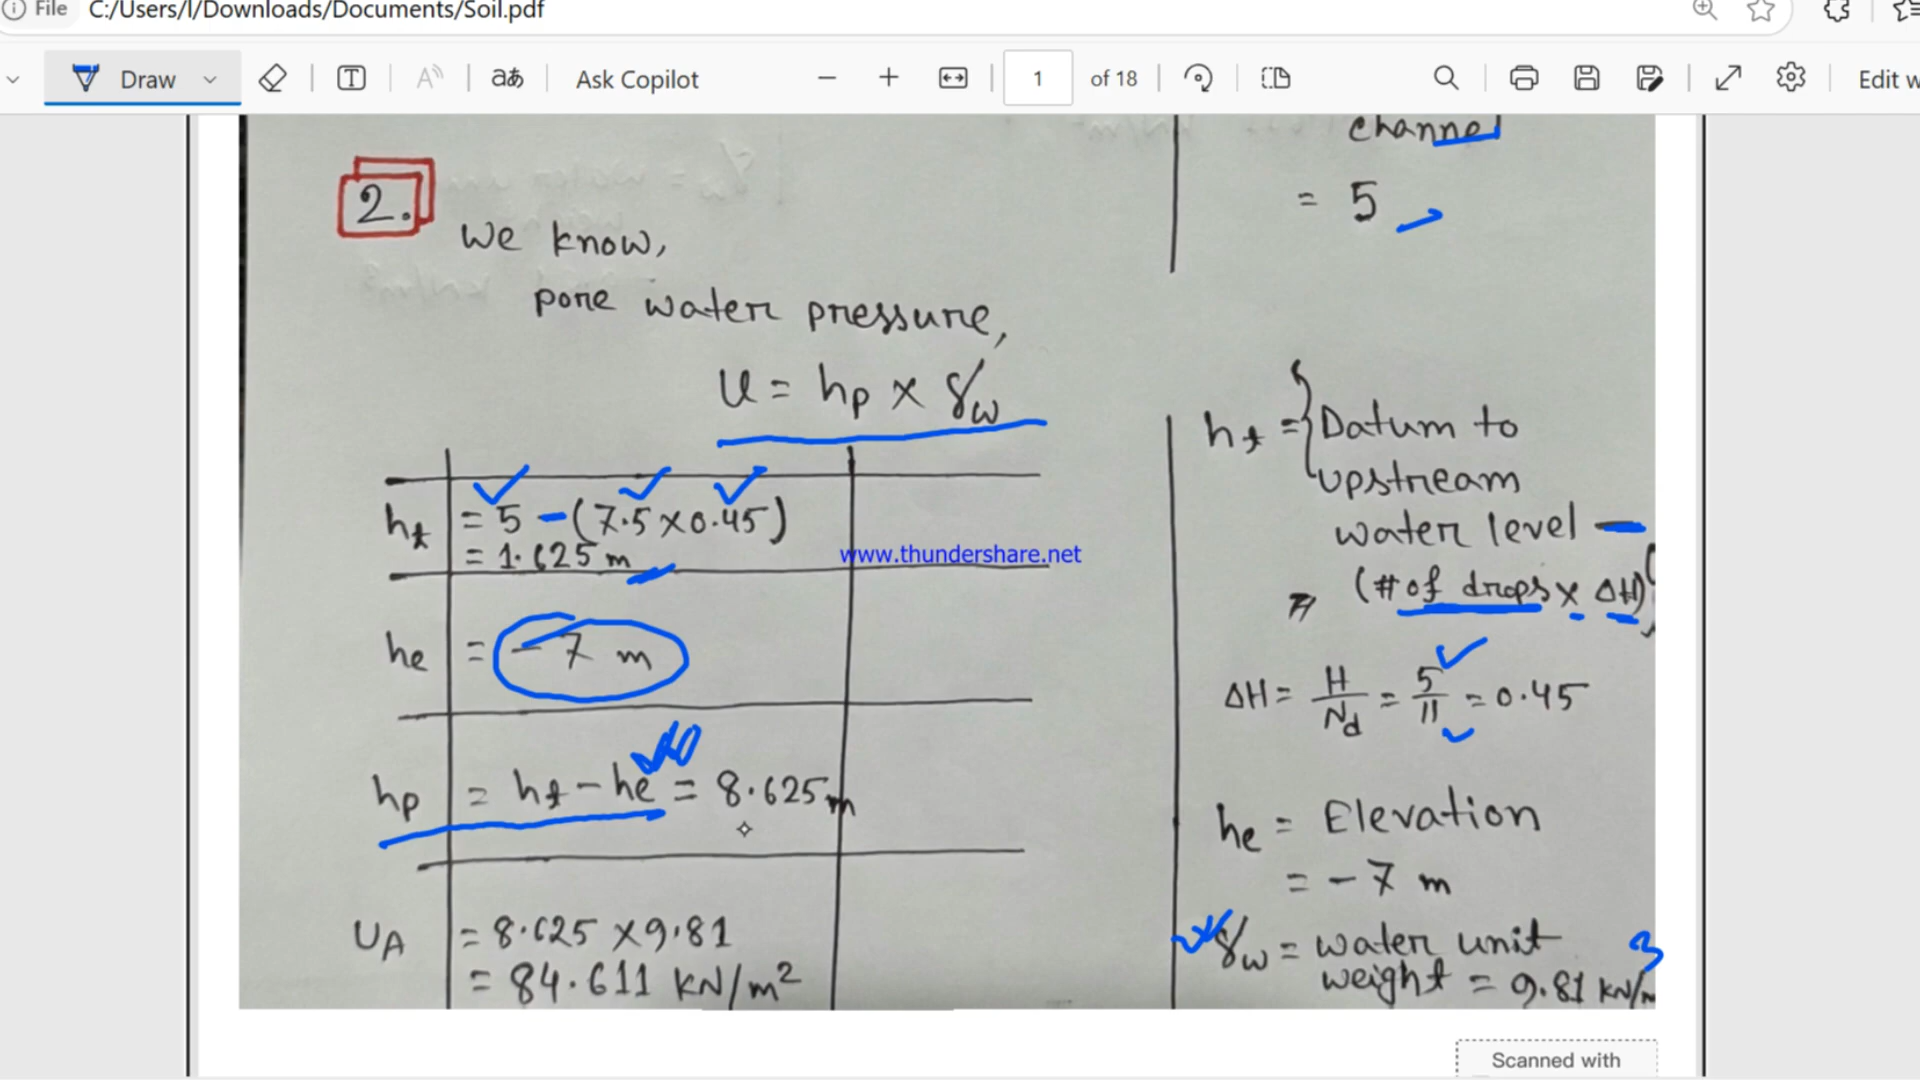 File C:/Users/I/Downloads/Documents/Soil.pdf
Draw aあ Ask Copilot 1 of 18 Edit w
channel
= 5
2.
We know,
pore water pressure,
u = hp × γw
ht = 5 - (7.5×0.45)
= 1.625 m
www.thundershare.net
he = -7 m
hp = ht - he = 8.625 m
UA = 8.625 × 9.81
= 84.611 KN/m²
ht = {Datum to
upstream
water level -
(# of drops × ΔH)}
ΔH = H/Nd = 5/11 = 0.45
he = Elevation
= -7 m
γw = water unit
weight = 9.81 KN/m
3
Scanned with